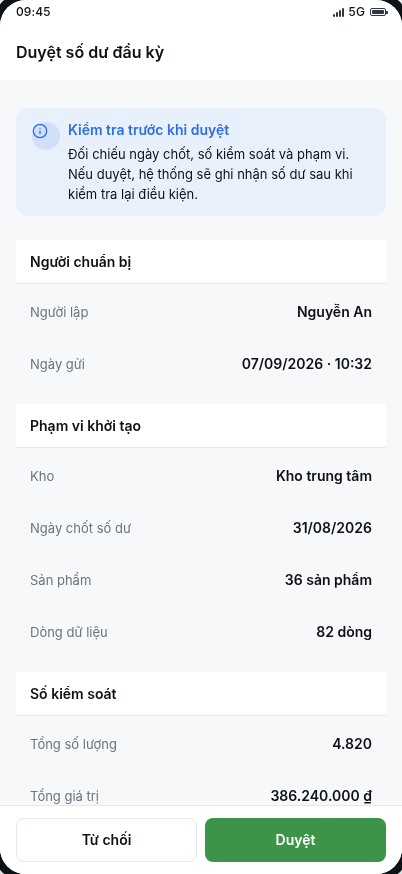 09:45
5G
Duyệt số dư đầu kỳ
Kiểm tra trước khi duyệt
Đối chiếu ngày chốt, số kiểm soát và phạm vi.
Nếu duyệt, hệ thống sẽ ghi nhận số dư sau khi
kiểm tra lại điều kiện.
Người chuẩn bị
Người lập
Nguyễn An
Ngày gửi
07/09/2026 · 10:32
Phạm vi khởi tạo
Kho
Kho trung tâm
Ngày chốt số dư
31/08/2026
Sản phẩm
36 sản phẩm
Dòng dữ liệu
82 dòng
Số kiểm soát
Tổng số lượng
4.820
Tổng giá trị
386.240.000 ₫
Từ chối
Duyệt